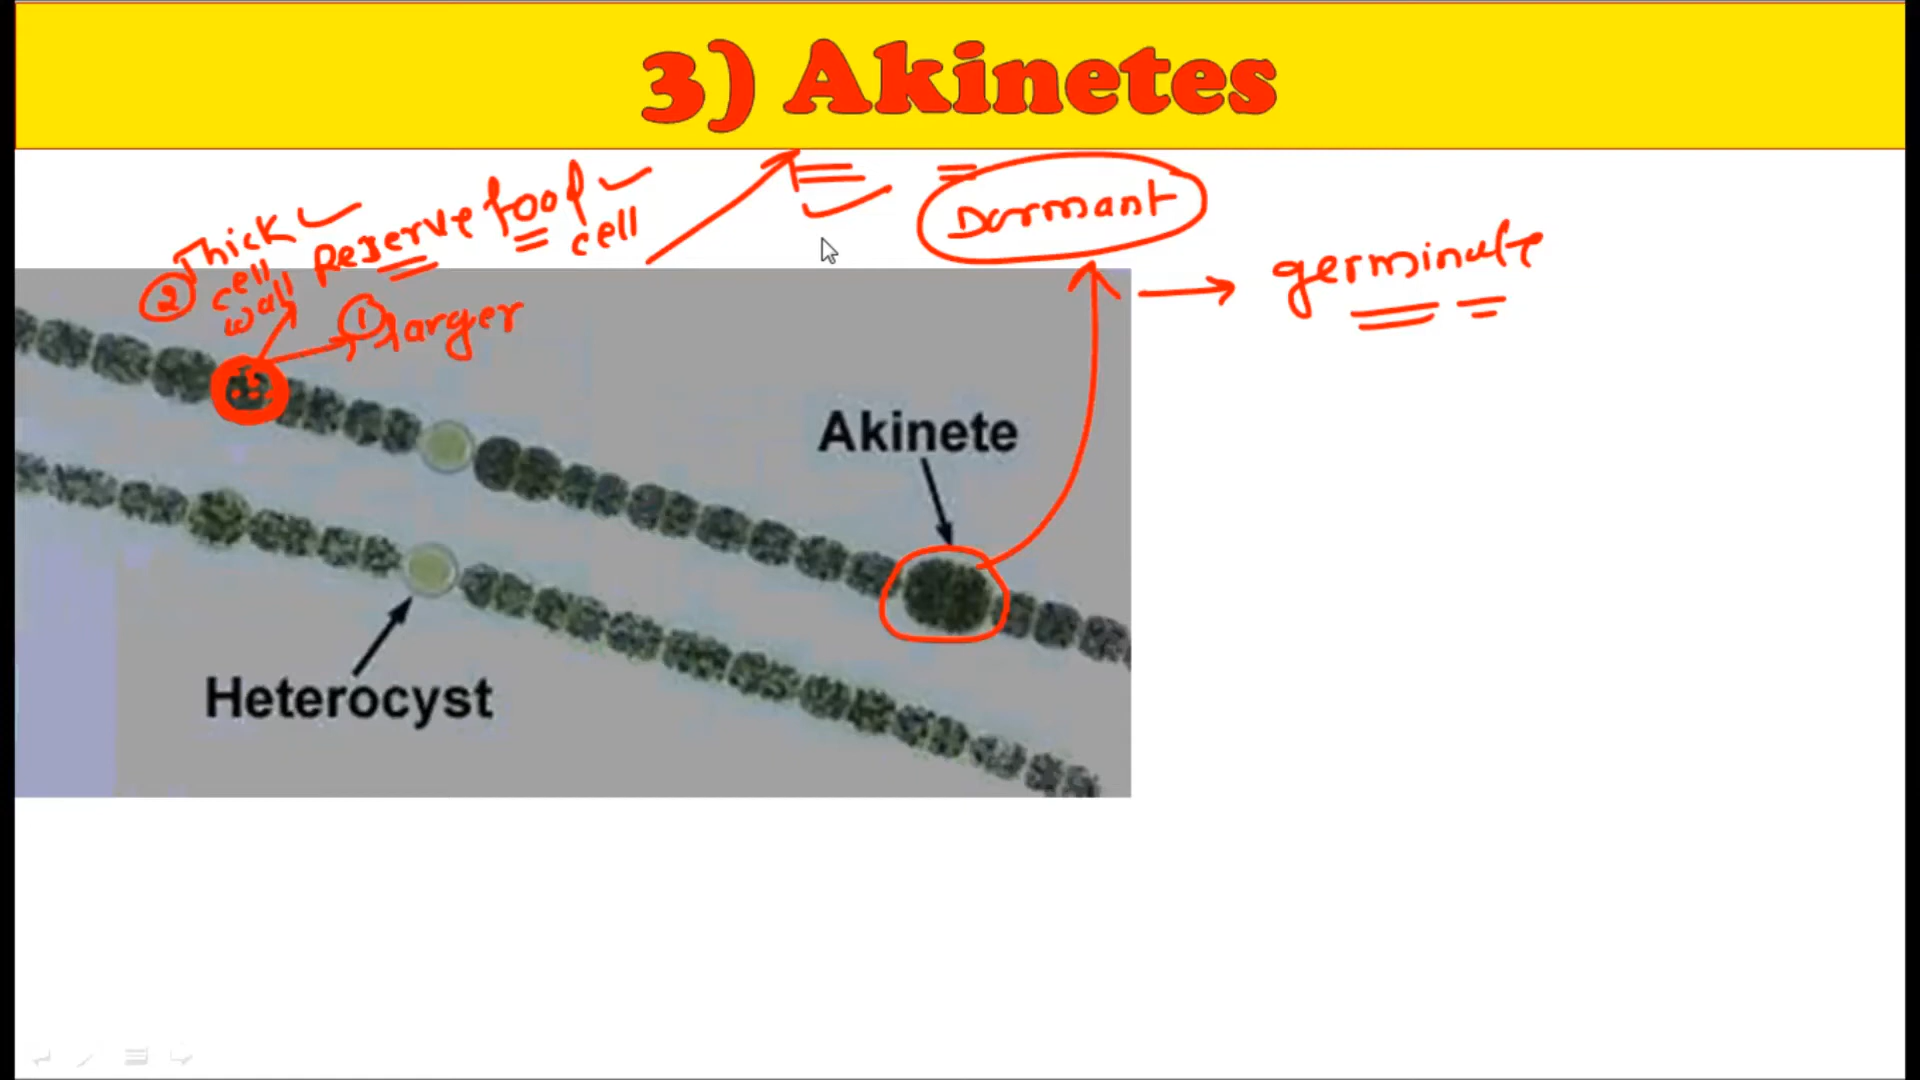 3) Akinetes
Dormant
Thick
cell
wall
②
Reserve food
cell
① larger
germinate
Akinete
Heterocyst